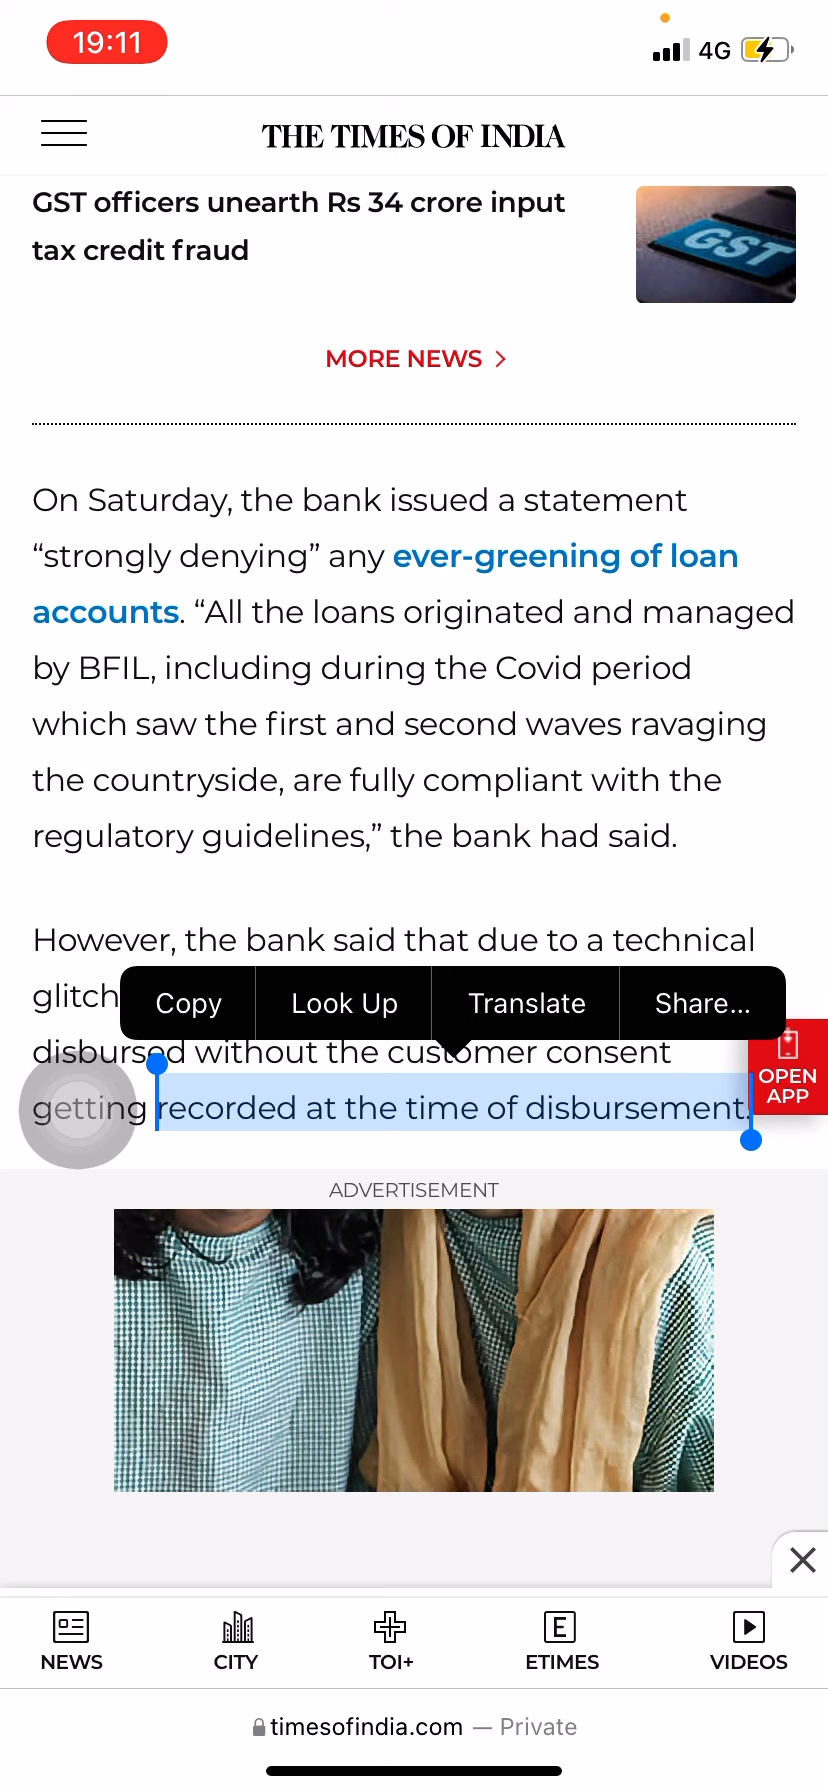 19:11
4G
THE TIMES OF INDIA
GST officers unearth Rs 34 crore input
tax credit fraud
GST
MORE NEWS
On Saturday, the bank issued a statement
“strongly denying” any ever-greening of loan
accounts. “All the loans originated and managed
by BFIL, including during the Covid period
which saw the first and second waves ravaging
the countryside, are fully compliant with the
regulatory guidelines,” the bank had said.
However, the bank said that due to a technical
glitch
Copy Look Up Translate Share...
disbursed without the customer consent
getting recorded at the time of disbursement.
OPEN
APP
ADVERTISEMENT
NEWS CITY TOI+ ETIMES VIDEOS
timesofindia.com — Private